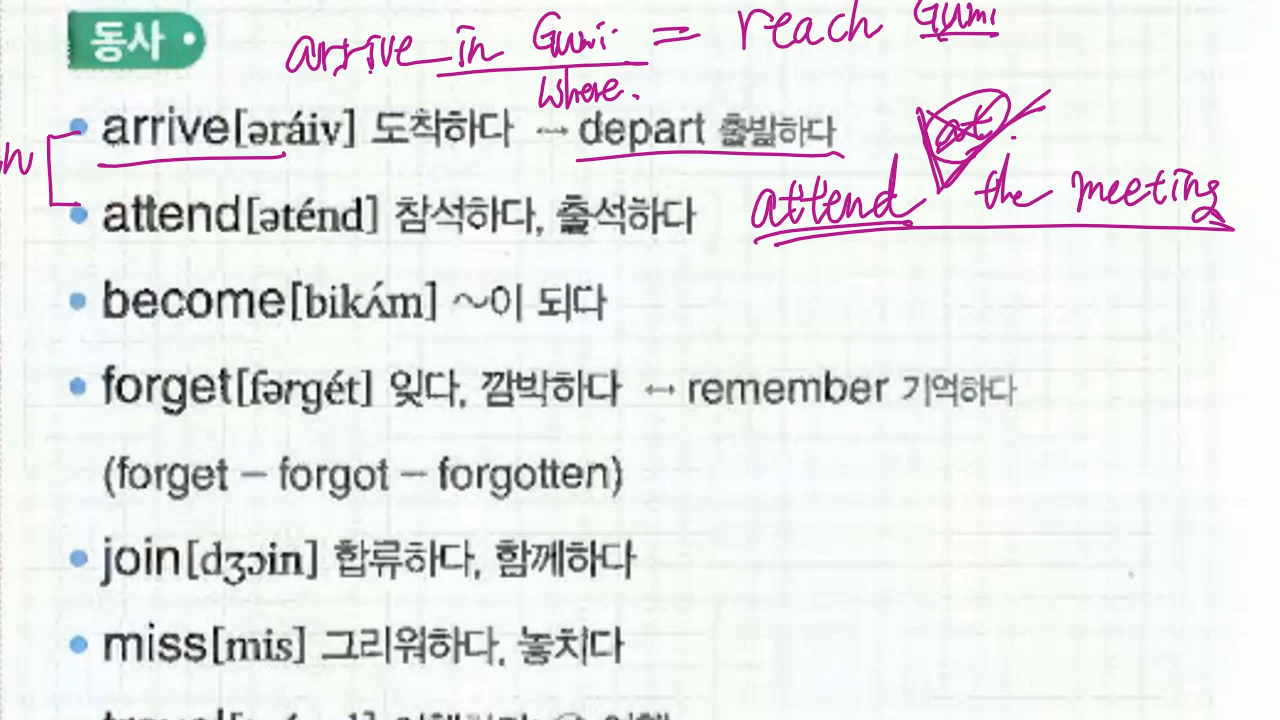 동사
arrive in Gumi = reach Gumi
where.
arrive[əráiv] 도착하다 ↔ depart 출발하다
at
attend[əténd] 참석하다, 출석하다 attend the meeting
become[bikʌ́m] ～이 되다
forget[fərgét] 잊다, 깜박하다 ↔ remember 기억하다
(forget – forgot – forgotten)
join[dʒɔin] 합류하다, 함께하다
miss[mis] 그리워하다, 놓치다